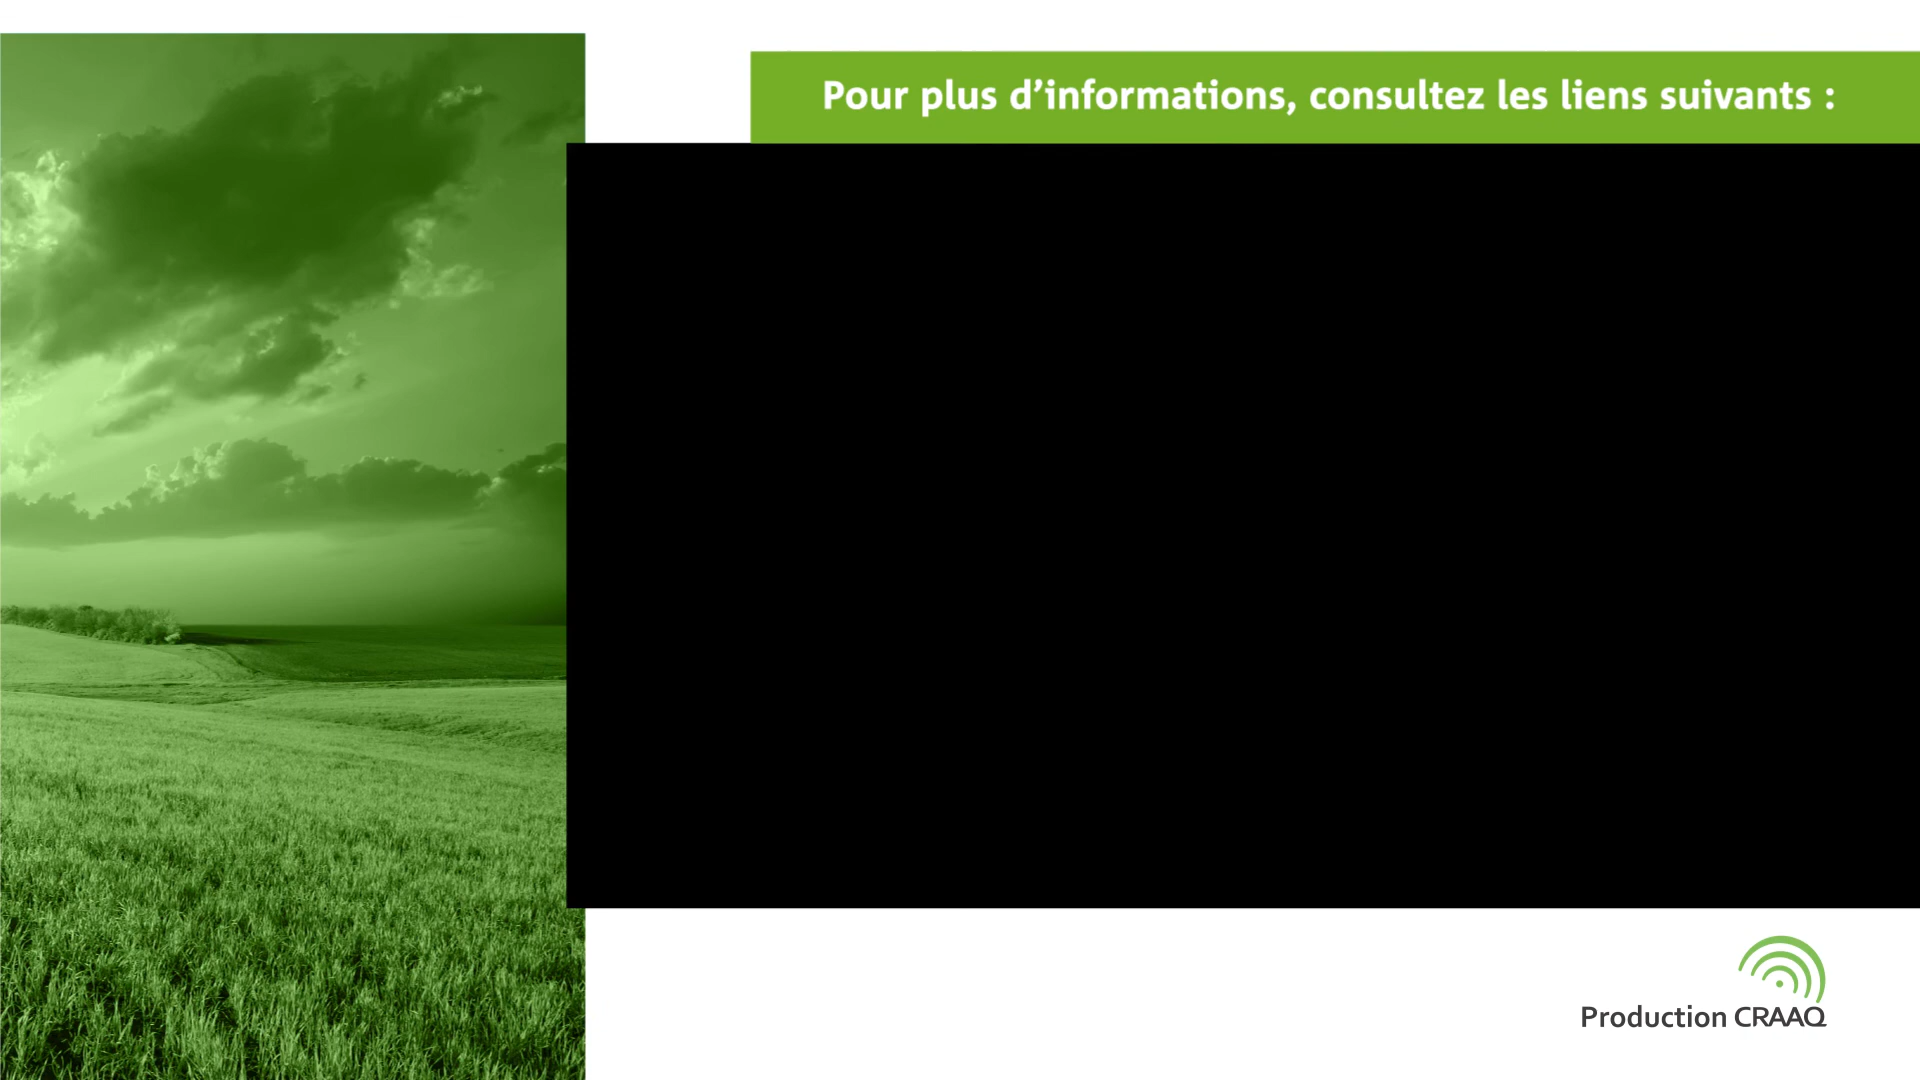 Pour plus d’informations, consultez les liens suivants :
Production CRAAQ